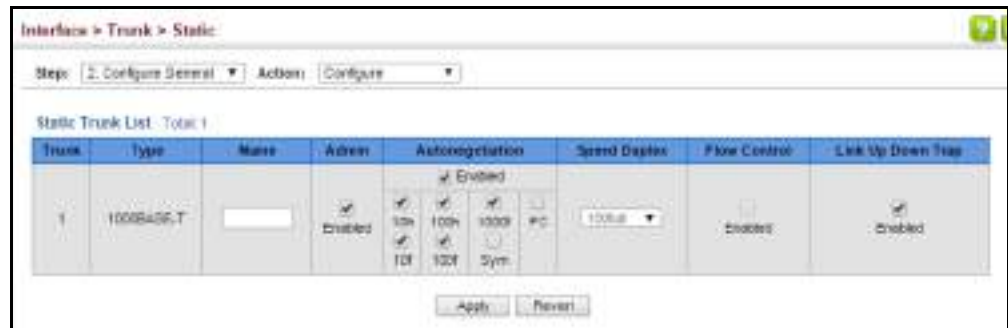 Interface > Trunk > Static
Step: 2. Configure General Action: Configure
Static Trunk List Total: 1
Trunk Type Name Admin Autonegotiation Speed Duplex Flow Control Link Up Down Trap
Enabled
1 1000BASE-T Enabled 10h 100h 1000f FC 100full Enabled Enabled
10f 100f Sym
Apply Revert